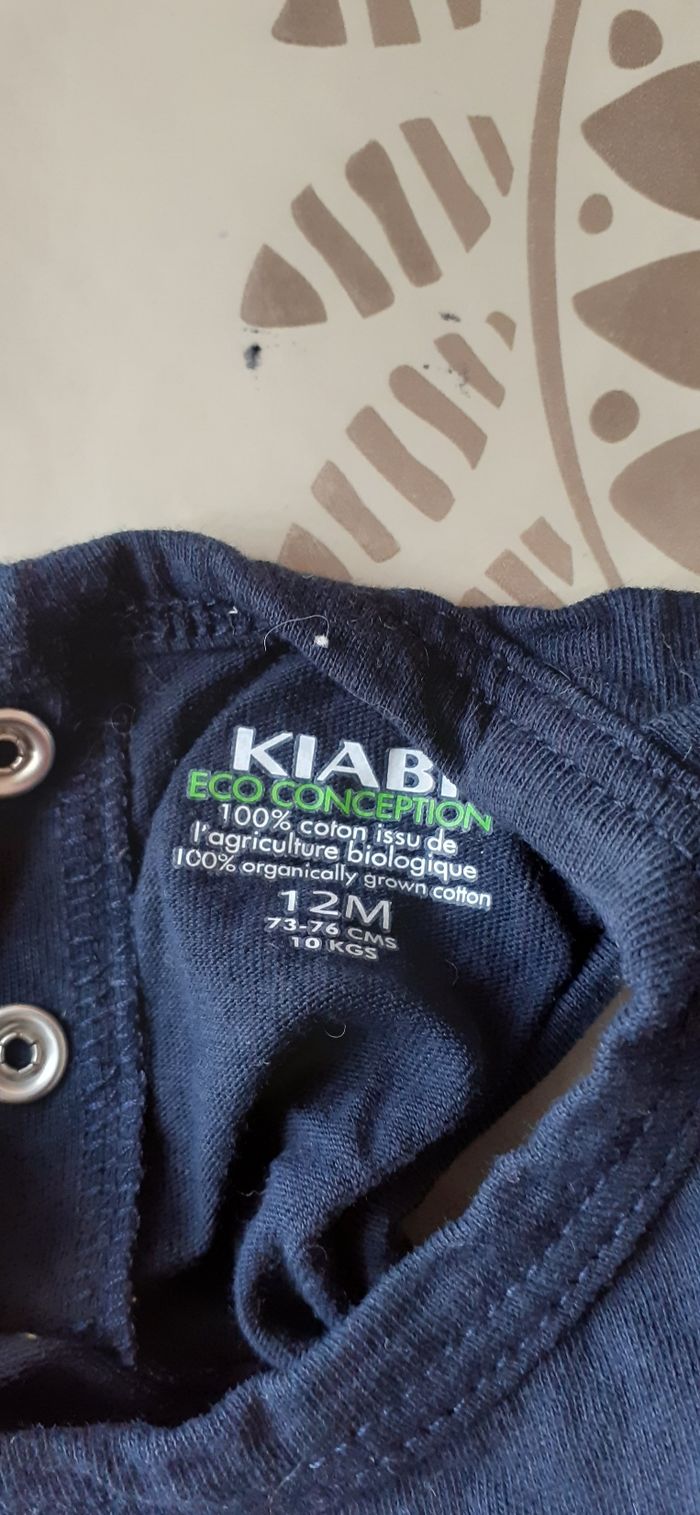 KIABI
ECO CONCEPTION
100% coton issu de
l'agriculture biologique
100% organically grown cotton
12M
73-76 CMS
10 KGS